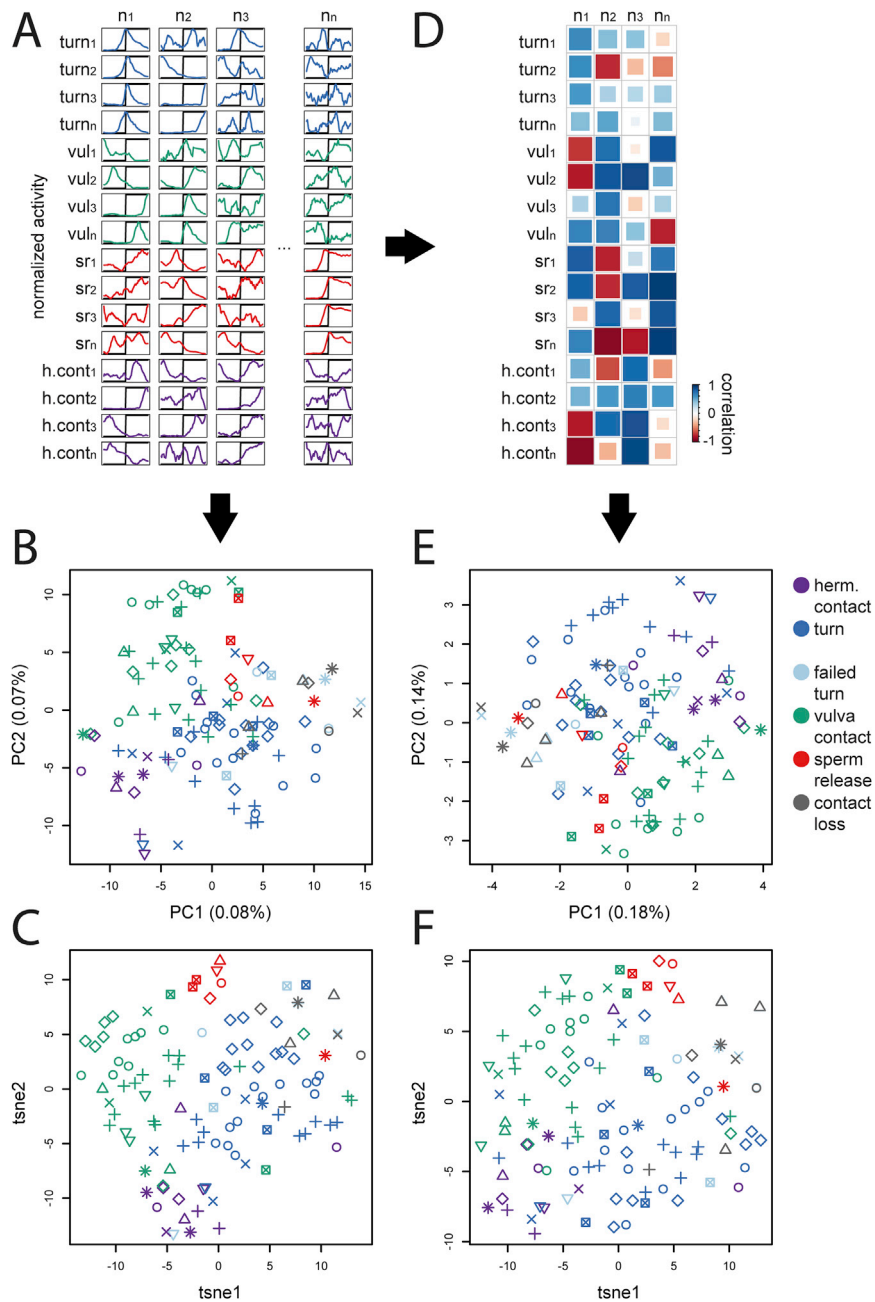 A
n1 n2 n3 nn
normalized activity
turn1
turn2
turn3
turnn
vul1
vul2
vul3
vuln
sr1
sr2
sr3
srn
h.cont1
h.cont2
h.cont3
h.contn
...
D
n1 n2 n3 nn
turn1
turn2
turn3
turnn
vul1
vul2
vul3
vuln
sr1
sr2
sr3
srn
h.cont1
h.cont2
h.cont3
h.contn
1
0
-1
correlation
B
10
5
0
-5
-10
PC2 (0.07%)
-10 -5 0 5 10 15
PC1 (0.08%)
E
3
2
1
0
-1
-2
-3
PC2 (0.14%)
-4 -2 0 2 4
PC1 (0.18%)
herm.
contact
turn
failed
turn
vulva
contact
sperm
release
contact
loss
C
10
5
0
-5
-10
tsne2
-10 -5 0 5 10
tsne1
F
10
5
0
-5
-10
tsne2
-10 -5 0 5 10
tsne1